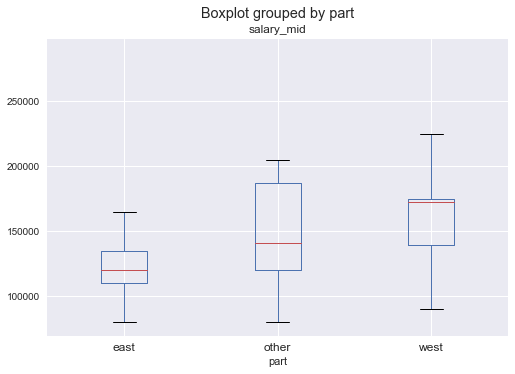 Boxplot grouped by part
salary_mid
250000
200000
150000
100000
east other west
part